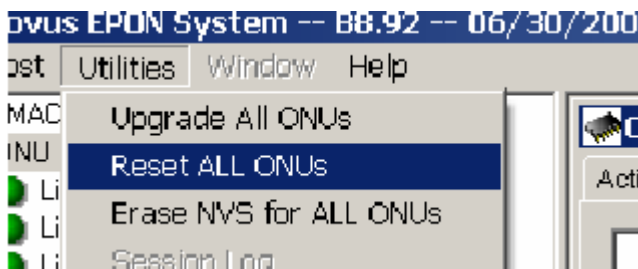 ovus EPON System -- B8.92 -- 06/30/200
ost Utilities Window Help
MAC
Upgrade All ONUs
NU
Reset ALL ONUs
Acti
Li
Erase NVS for ALL ONUs
Li
Session Log
Li